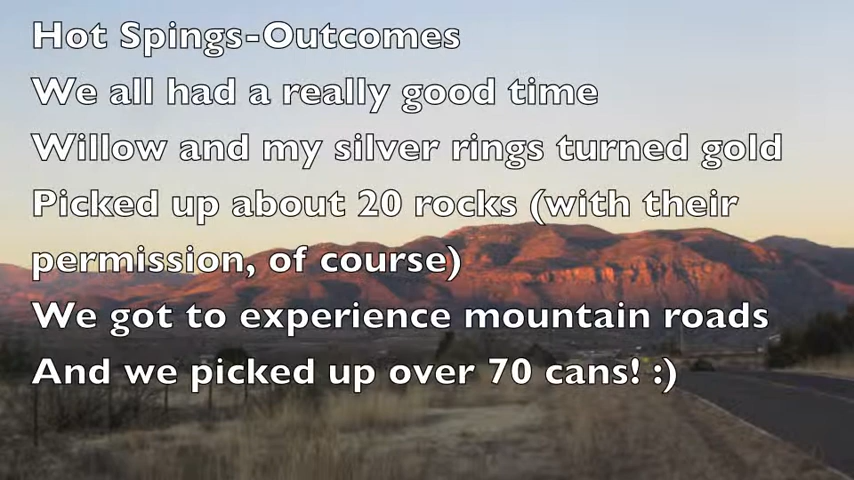 Hot Spings-Outcomes
We all had a really good time
Willow and my silver rings turned gold
Picked up about 20 rocks (with their
permission, of course)
We got to experience mountain roads
And we picked up over 70 cans! :)